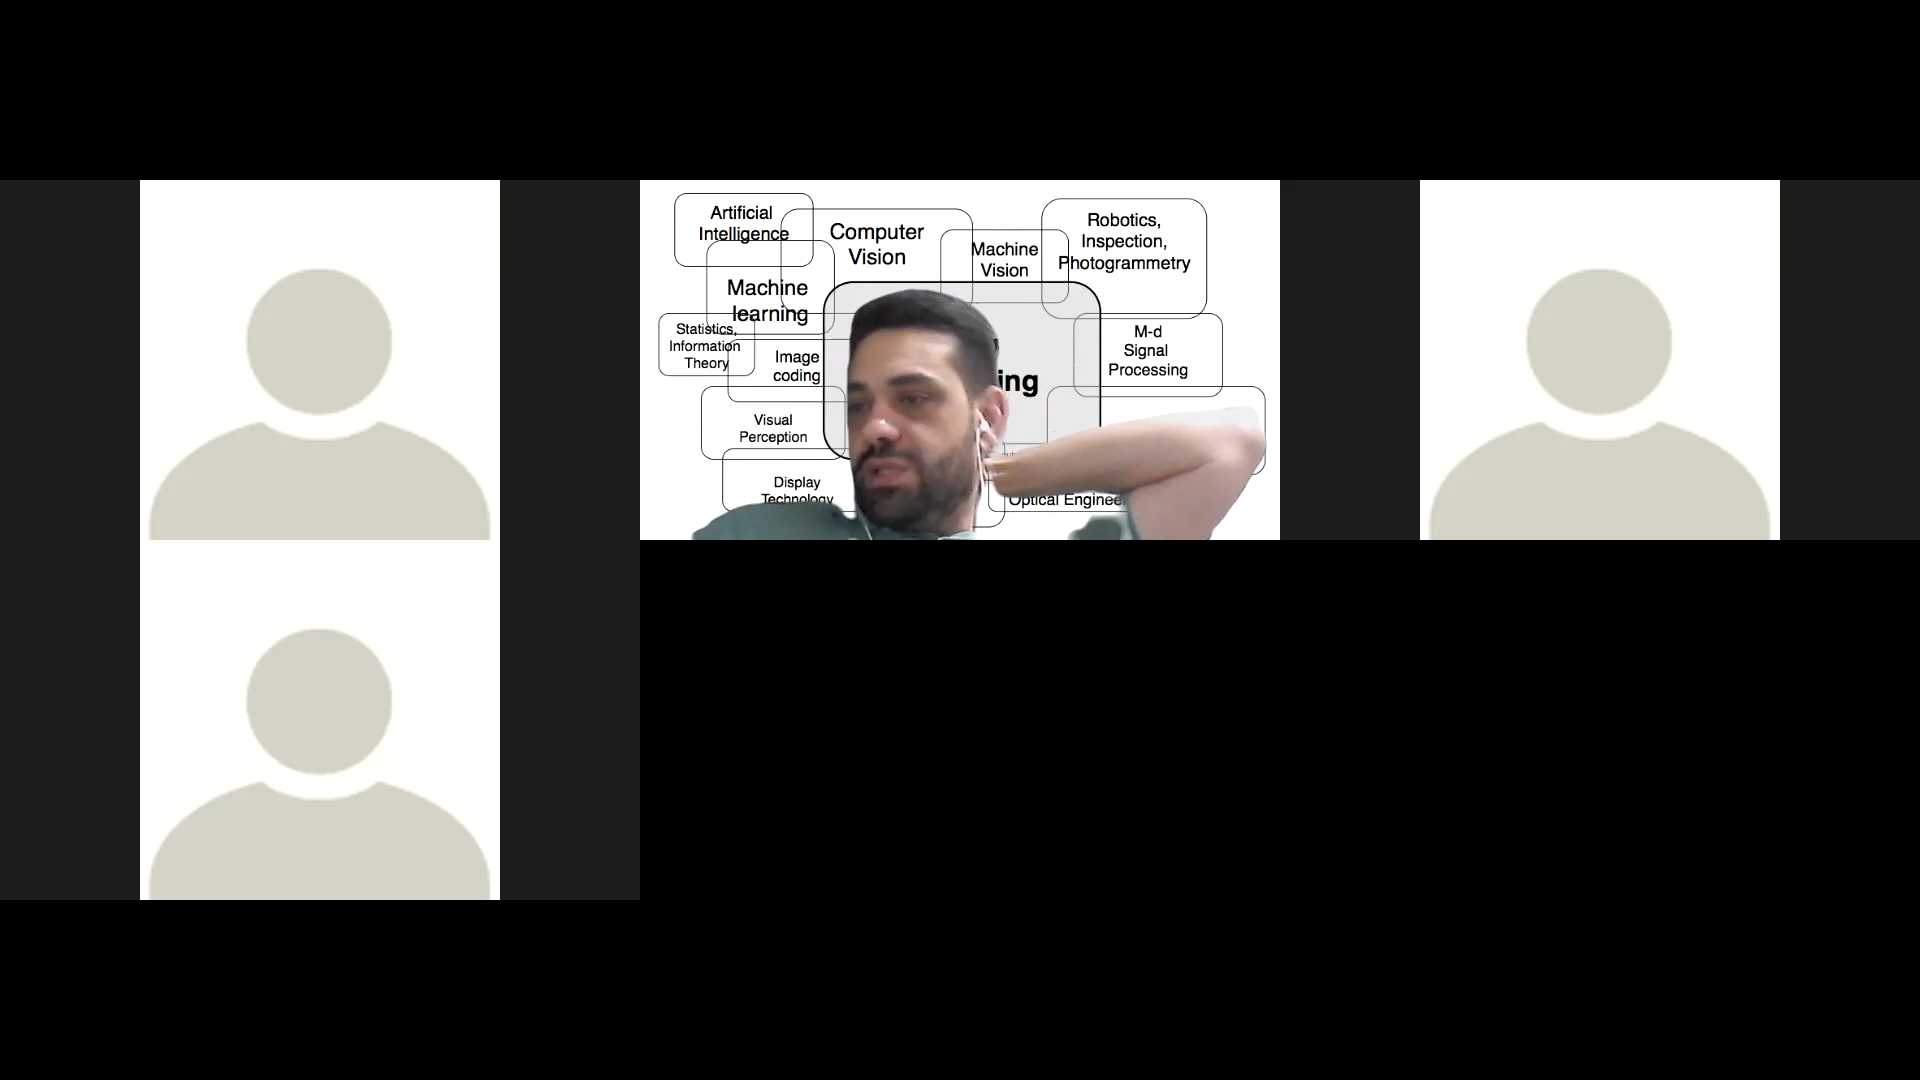 Artificial
Intelligence
Computer
Vision
Machine
Vision
Robotics,
Inspection,
Photogrammetry
Machine
learning
Statistics,
Information
Theory
Image
coding
ing
M-d
Signal
Processing
Visual
Perception
Display
Technology
Optical Engineer